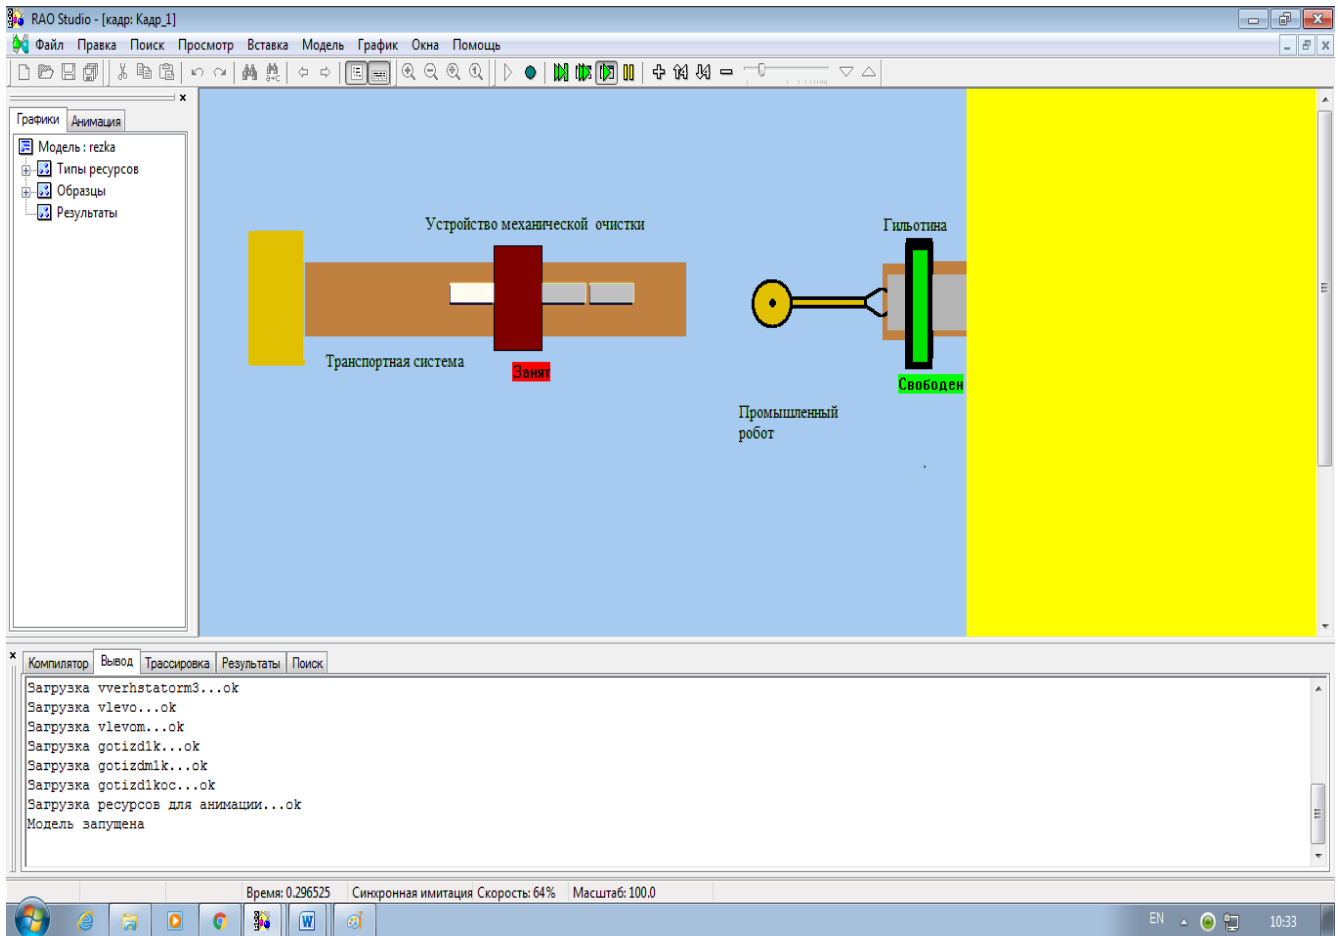 RAO Studio - [кадр: Кадр_1]
Файл Правка Поиск Просмотр Вставка Модель График Окна Помощь
Графики Анимация
Модель : rezka
Типы ресурсов
Образцы
Результаты
Устройство механической очистки
Гильотина
Транспортная система
Занят
Свободен
Промышленный
робот
Компилятор Вывод Трассировка Результаты Поиск
Загрузка vverhstatorm3...ok
Загрузка vlevo...ok
Загрузка vlevom...ok
Загрузка gotizd1k...ok
Загрузка gotizdm1k...ok
Загрузка gotizd1koc...ok
Загрузка ресурсов для анимации...ok
Модель запущена
Время: 0.296525 Синхронная имитация Скорость: 64% Масштаб: 100.0
EN 10:33